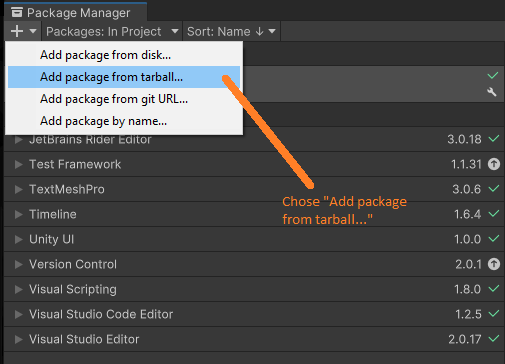 Package Manager
+ Packages: In Project Sort: Name ↓
Add package from disk...
Add package from tarball...
Add package from git URL...
Add package by name...
JetBrains Rider Editor 3.0.18
Test Framework 1.1.31
TextMeshPro 3.0.6
Timeline 1.6.4
Unity UI 1.0.0
Version Control 2.0.1
Visual Scripting 1.8.0
Visual Studio Code Editor 1.2.5
Visual Studio Editor 2.0.17
Chose "Add package
from tarball..."